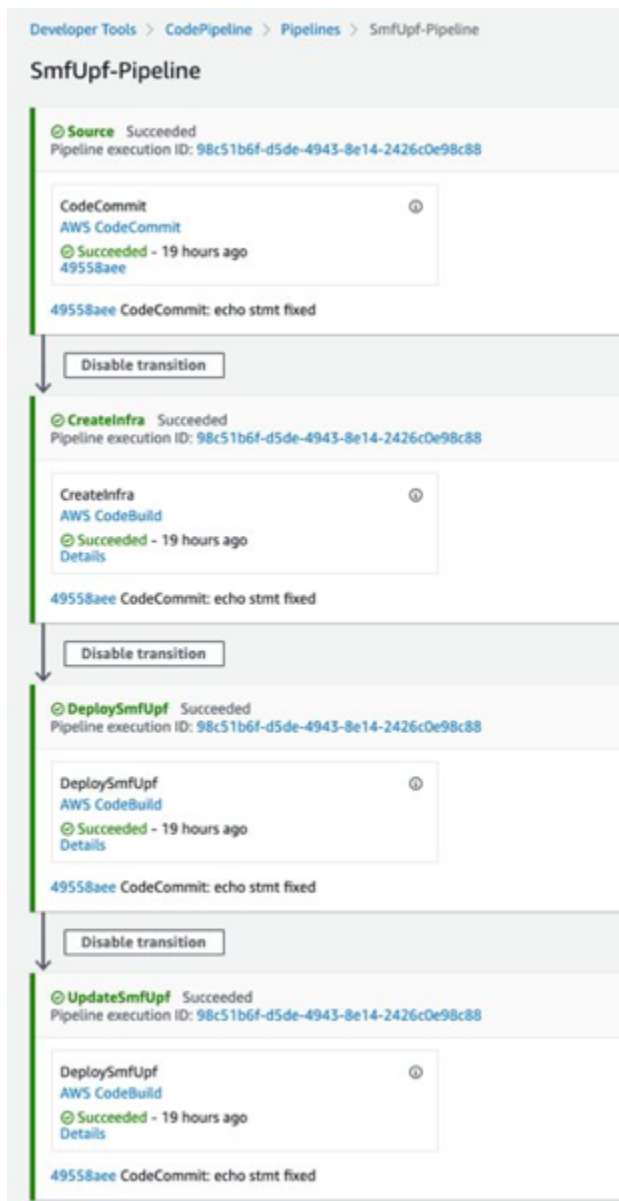 Developer Tools > CodePipeline > Pipelines > SmfUpf-Pipeline
SmfUpf-Pipeline
Source Succeeded
Pipeline execution ID: 98c51b6f-d5de-4943-8e14-2426c0e98c88
CodeCommit
AWS CodeCommit
Succeeded - 19 hours ago
49558aee
49558aee CodeCommit: echo stmt fixed
Disable transition
CreateInfra Succeeded
Pipeline execution ID: 98c51b6f-d5de-4943-8e14-2426c0e98c88
CreateInfra
AWS CodeBuild
Succeeded - 19 hours ago
Details
49558aee CodeCommit: echo stmt fixed
Disable transition
DeploySmfUpf Succeeded
Pipeline execution ID: 98c51b6f-d5de-4943-8e14-2426c0e98c88
DeploySmfUpf
AWS CodeBuild
Succeeded - 19 hours ago
Details
49558aee CodeCommit: echo stmt fixed
Disable transition
UpdateSmfUpf Succeeded
Pipeline execution ID: 98c51b6f-d5de-4943-8e14-2426c0e98c88
DeploySmfUpf
AWS CodeBuild
Succeeded - 19 hours ago
Details
49558aee CodeCommit: echo stmt fixed